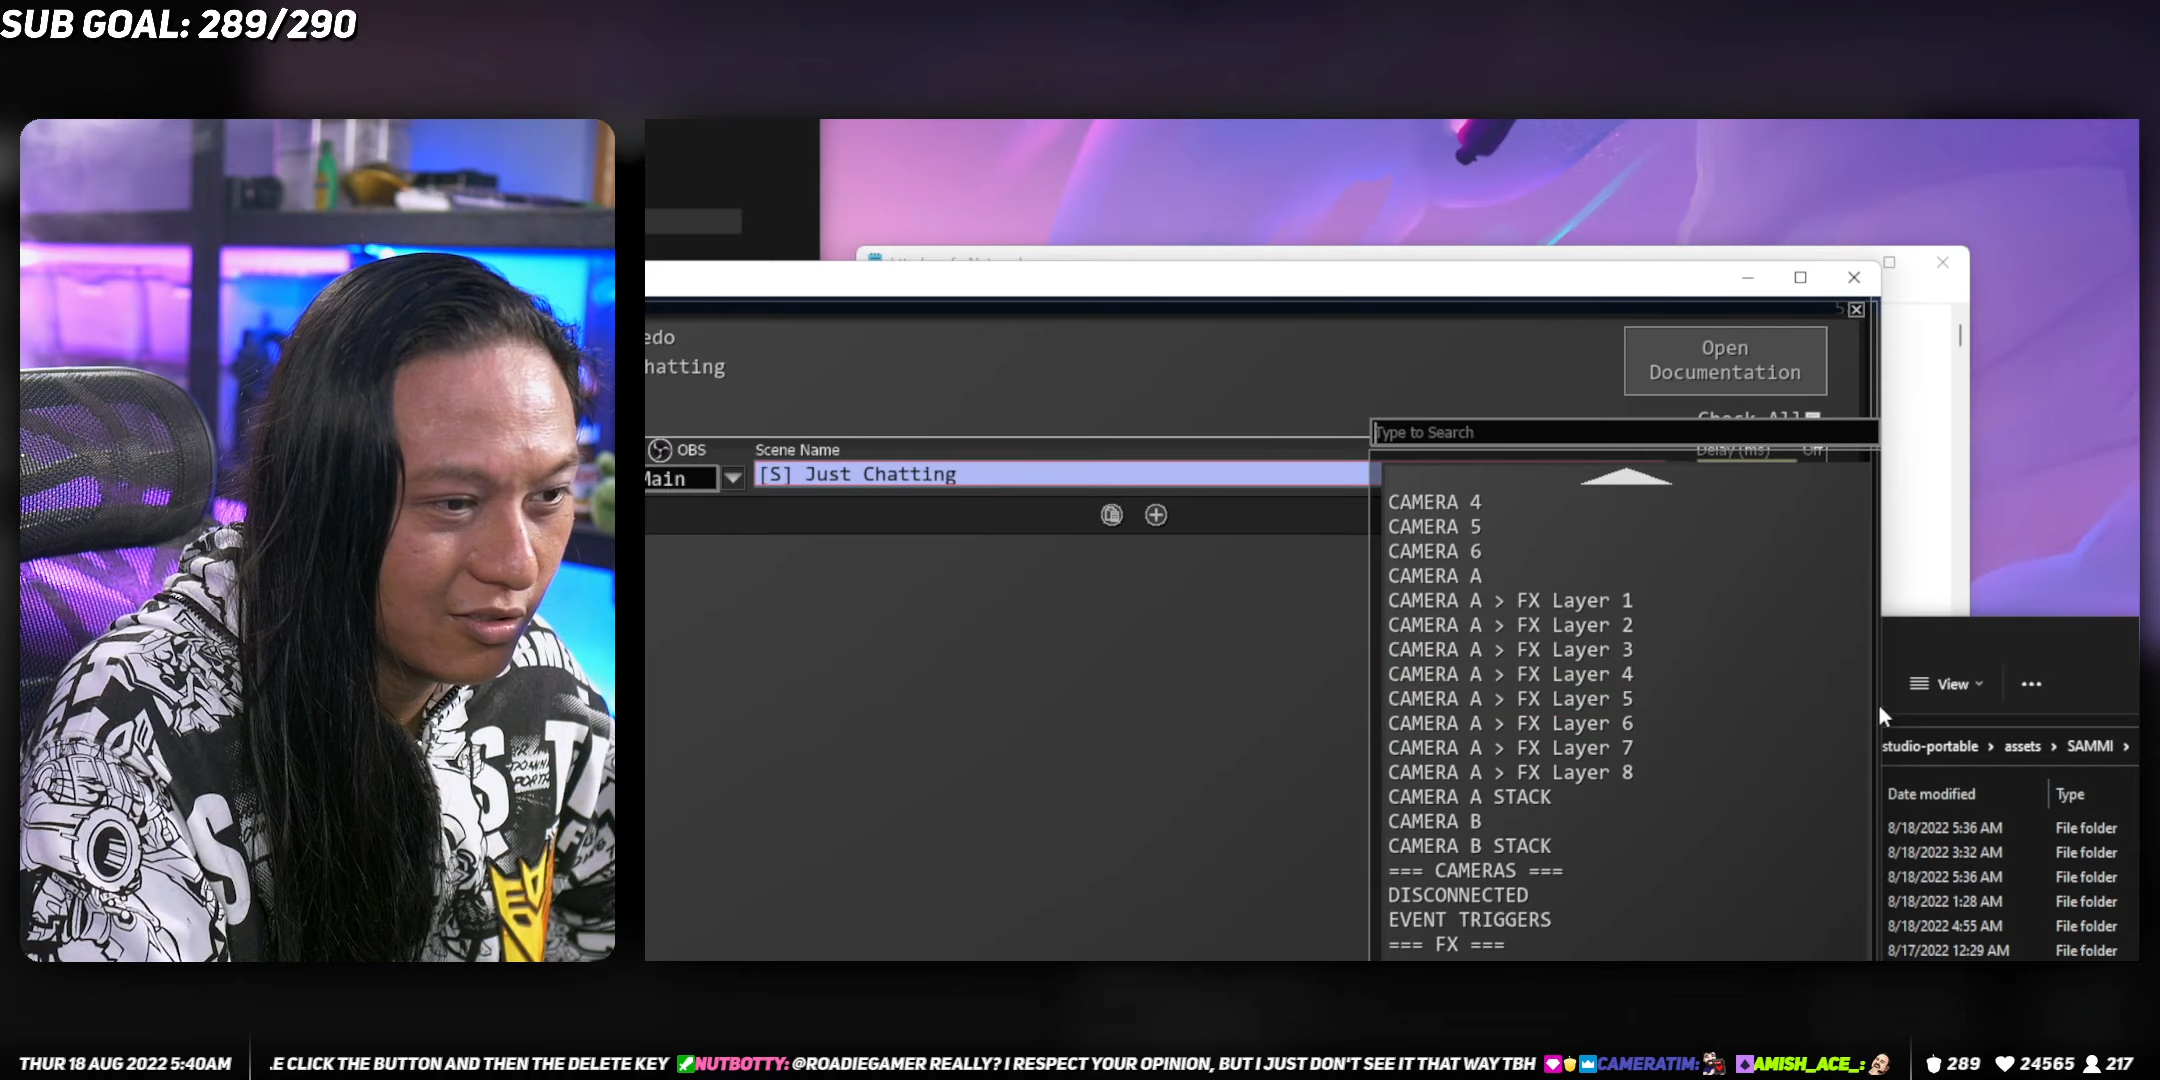 SUB GOAL: 289/290
edo
hatting
Open
Documentation
Check All
Type to Search
OBS
Scene Name
Delay (ms)
Off
Main
[S] Just Chatting
CAMERA 4
CAMERA 5
CAMERA 6
CAMERA A
CAMERA A > FX Layer 1
CAMERA A > FX Layer 2
CAMERA A > FX Layer 3
CAMERA A > FX Layer 4
CAMERA A > FX Layer 5
CAMERA A > FX Layer 6
CAMERA A > FX Layer 7
CAMERA A > FX Layer 8
CAMERA A STACK
CAMERA B
CAMERA B STACK
=== CAMERAS ===
DISCONNECTED
EVENT TRIGGERS
=== FX ===
View
studio-portable > assets > SAMMI >
Date modified Type
8/18/2022 5:36 AM File folder
8/18/2022 3:32 AM File folder
8/18/2022 5:36 AM File folder
8/18/2022 1:28 AM File folder
8/18/2022 4:55 AM File folder
8/17/2022 12:29 AM File folder
THUR 18 AUG 2022 5:40AM
.E CLICK THE BUTTON AND THEN THE DELETE KEY NUTBOTTY: @ROADIEGAMER REALLY? I RESPECT YOUR OPINION, BUT I JUST DON'T SEE IT THAT WAY TBH CAMERATIM: AMISH_ACE_:
289 24565 217